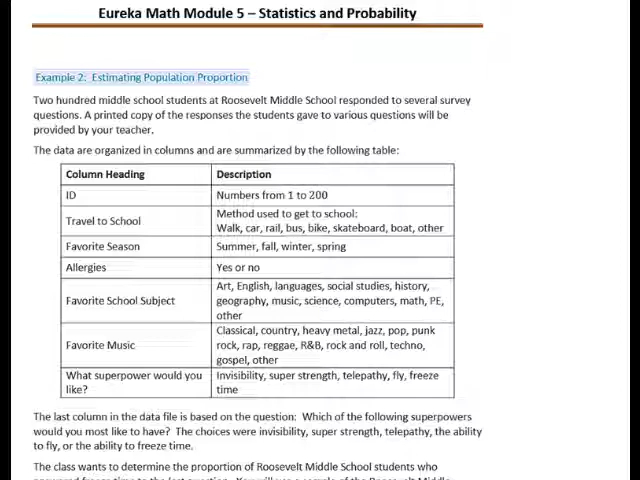 Eureka Math Module 5 – Statistics and Probability
Example 2: Estimating Population Proportion
Two hundred middle school students at Roosevelt Middle School responded to several survey
questions. A printed copy of the responses the students gave to various questions will be
provided by your teacher.
The data are organized in columns and are summarized by the following table:
Column Heading Description
ID Numbers from 1 to 200
Travel to School Method used to get to school:
Walk, car, rail, bus, bike, skateboard, boat, other
Favorite Season Summer, fall, winter, spring
Allergies Yes or no
Favorite School Subject Art, English, languages, social studies, history,
geography, music, science, computers, math, PE,
other
Favorite Music Classical, country, heavy metal, jazz, pop, punk
rock, rap, reggae, R&B, rock and roll, techno,
gospel, other
What superpower would you like? Invisibility, super strength, telepathy, fly, freeze
time
The last column in the data file is based on the question: Which of the following superpowers
would you most like to have? The choices were invisibility, super strength, telepathy, the ability
to fly, or the ability to freeze time.
The class wants to determine the proportion of Roosevelt Middle School students who